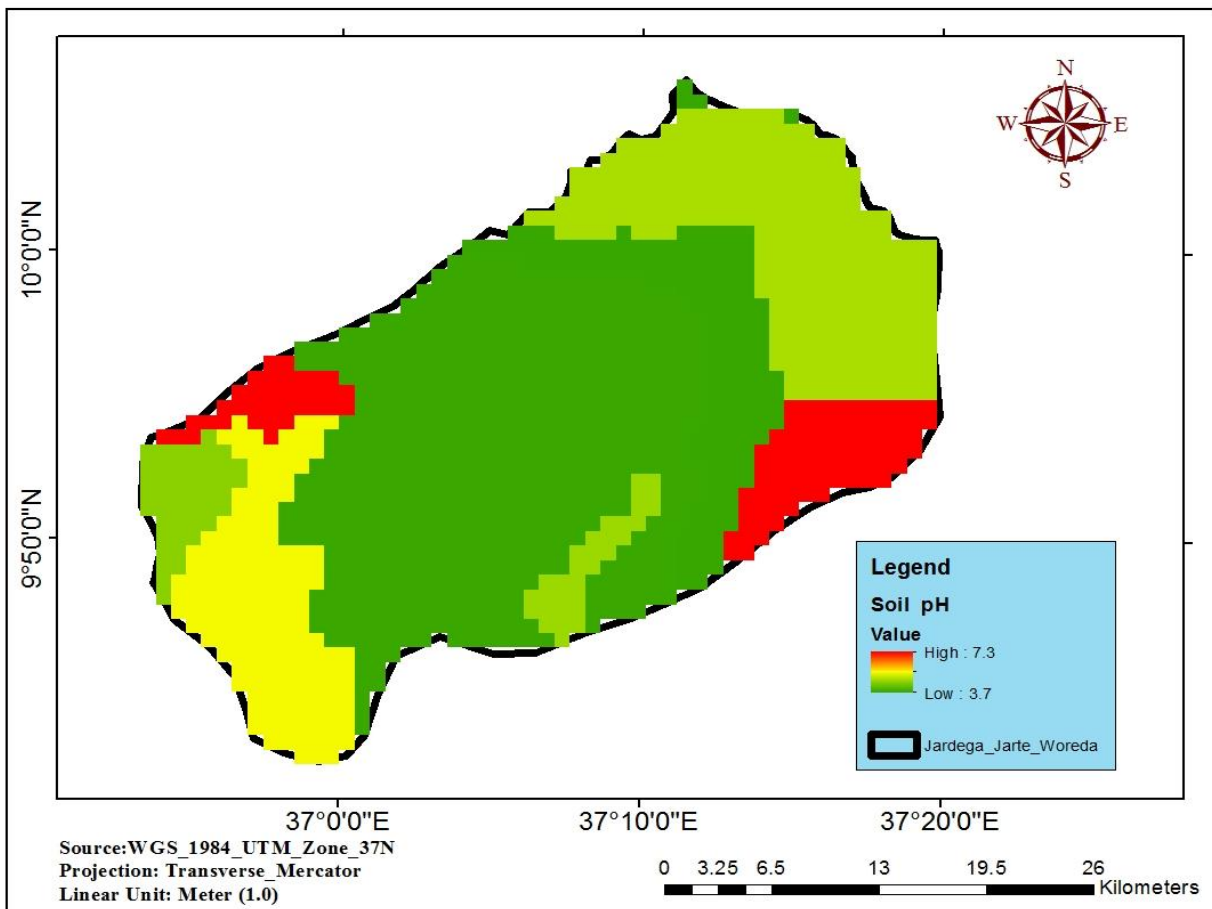 N
W E
S
10°0'0"N
9°50'0"N
Legend
Soil pH
Value
High : 7.3
Low : 3.7
Jardega_Jarte_Woreda
37°0'0"E 37°10'0"E 37°20'0"E
Source:WGS_1984_UTM_Zone_37N
Projection: Transverse_Mercator
Linear Unit: Meter (1.0)
0 3.25 6.5 13 19.5 26
Kilometers